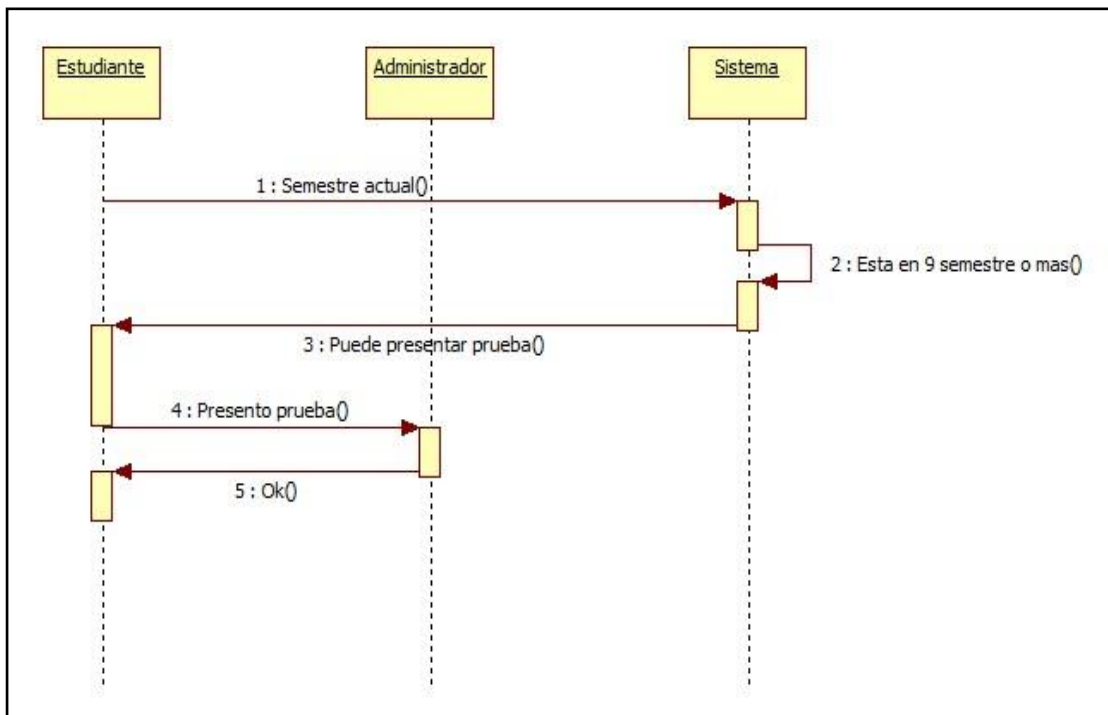 Estudiante
Administrador
Sistema
1 : Semestre actual()
2 : Esta en 9 semestre o mas()
3 : Puede presentar prueba()
4 : Presento prueba()
5 : Ok()